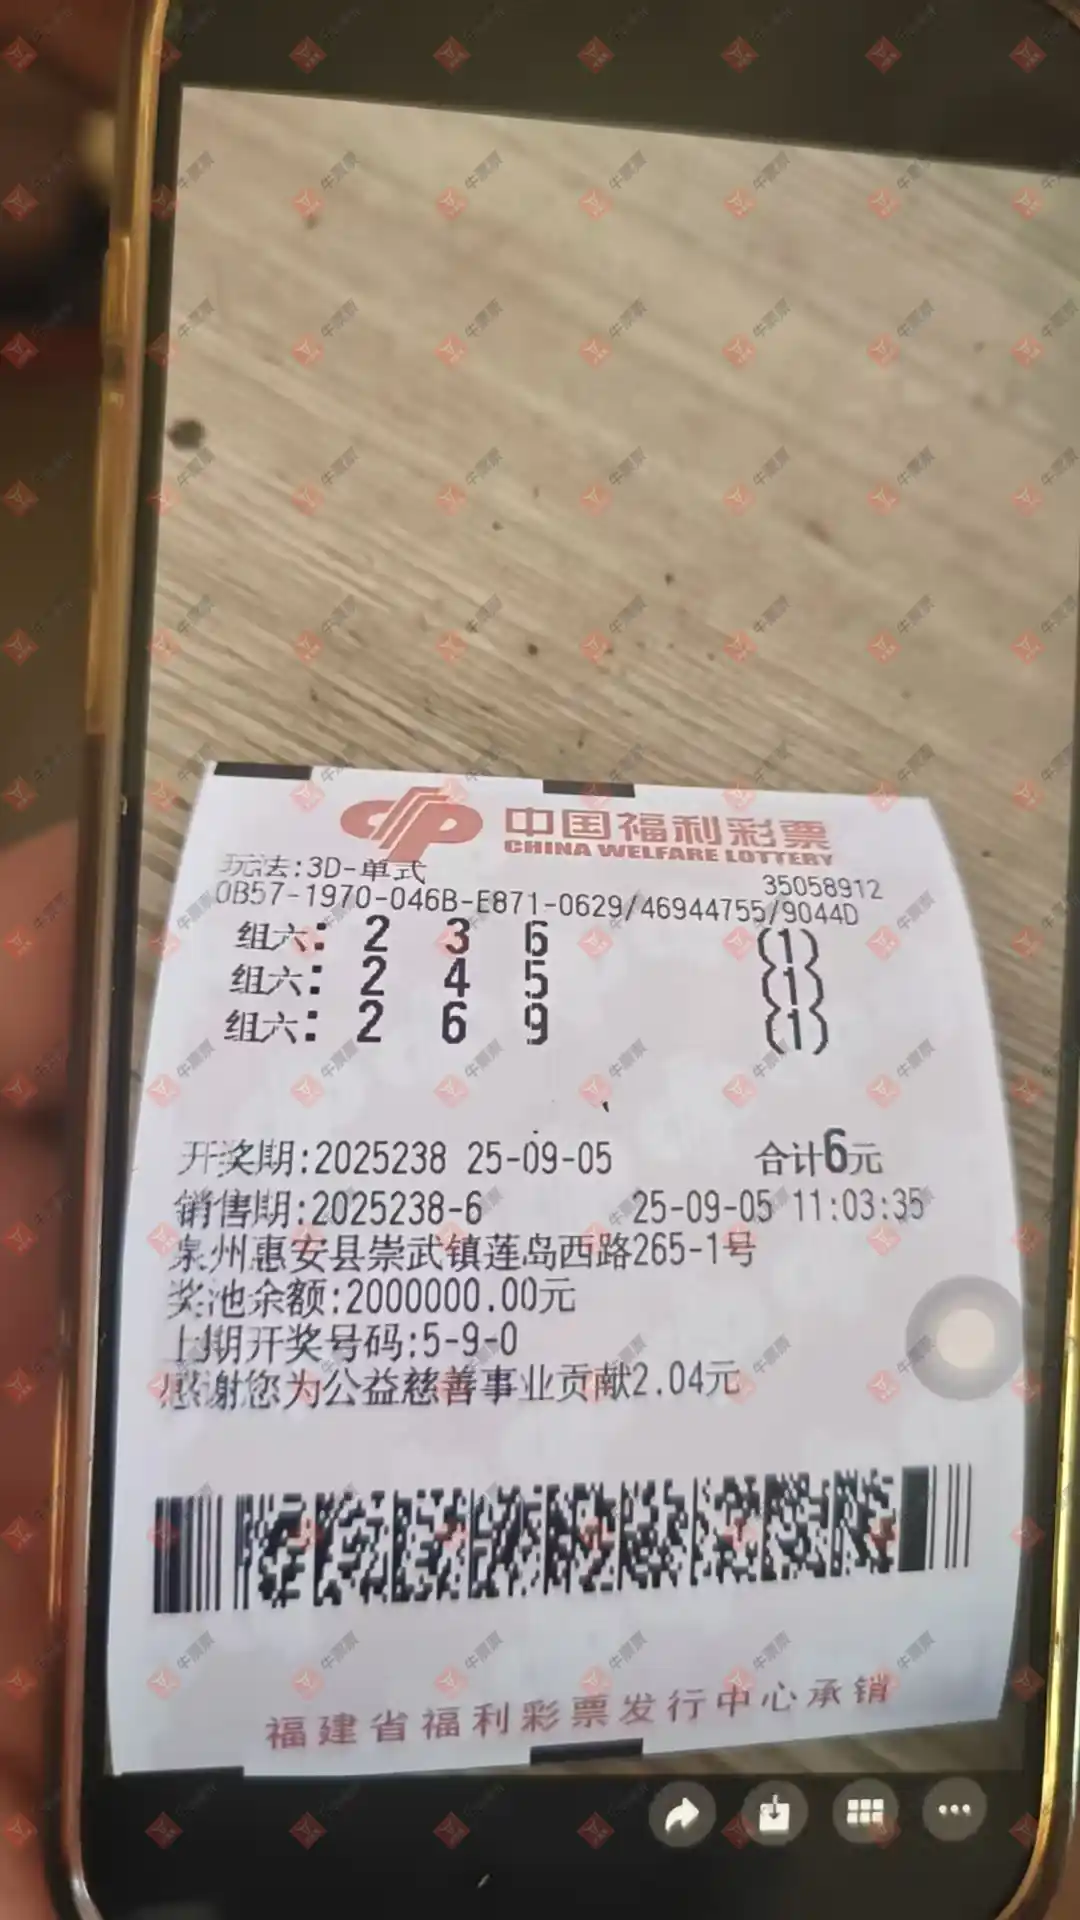 中国福利彩票
CHINA WELFARE LOTTERY
玩法:3D-单式
35058912
0B57-1970-046B-E871-0629/46944755/9044D
组六: 2 3 6 (1)
组六: 2 4 5 (1)
组六: 2 6 9 (1)
开奖期:2025238 25-09-05 合计6元
销售期:2025238-6 25-09-05 11:03:35
泉州惠安县崇武镇莲岛西路265-1号
奖池余额:2000000.00元
上期开奖号码:5-9-0
感谢您为公益慈善事业贡献2.04元
福建省福利彩票发行中心承销
牛票票